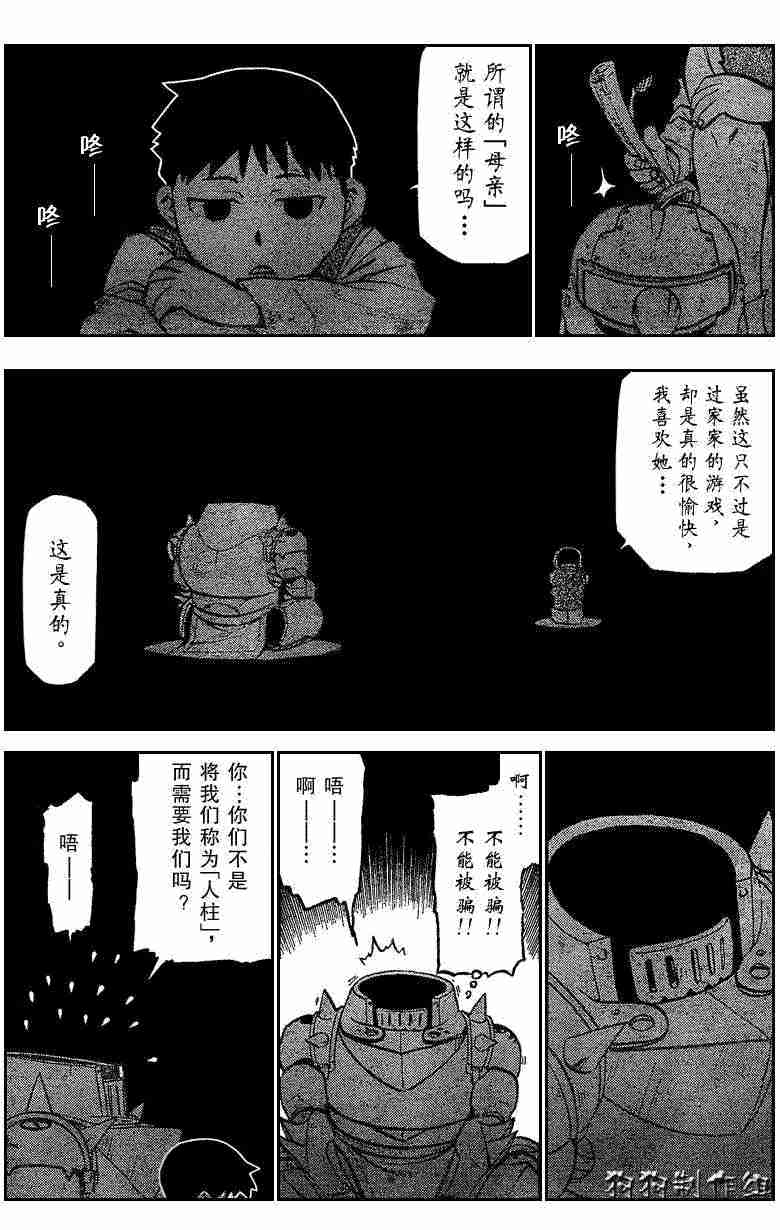 咚
所谓的「母亲」
就是这样的吗…
咚
咚
虽然这只不过是
过家家的游戏，
却是真的很愉快，
我喜欢她…
这是真的。
啊……
不能被骗!!
不能被骗!!
唔——…
啊——…
你…你们不是
将我们称为「人柱」，
而需要我们吗？
唔——
狗狗制作组